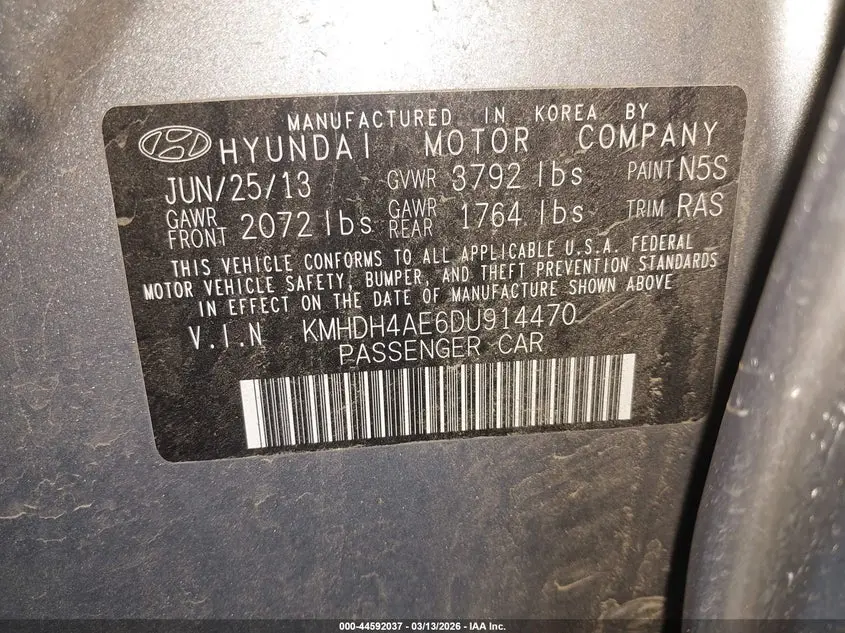 MANUFACTURED IN KOREA BY
HYUNDAI MOTOR COMPANY
JUN/25/13 GVWR 3792 lbs PAINT N5S
GAWR FRONT 2072 lbs GAWR REAR 1764 lbs TRIM RAS
THIS VEHICLE CONFORMS TO ALL APPLICABLE U.S.A. FEDERAL
MOTOR VEHICLE SAFETY, BUMPER, AND THEFT PREVENTION STANDARDS
IN EFFECT ON THE DATE OF MANUFACTURE SHOWN ABOVE
V.I.N KMHDH4AE6DU914470
PASSENGER CAR
000-44592037 - 03/13/2026 - IAA Inc.